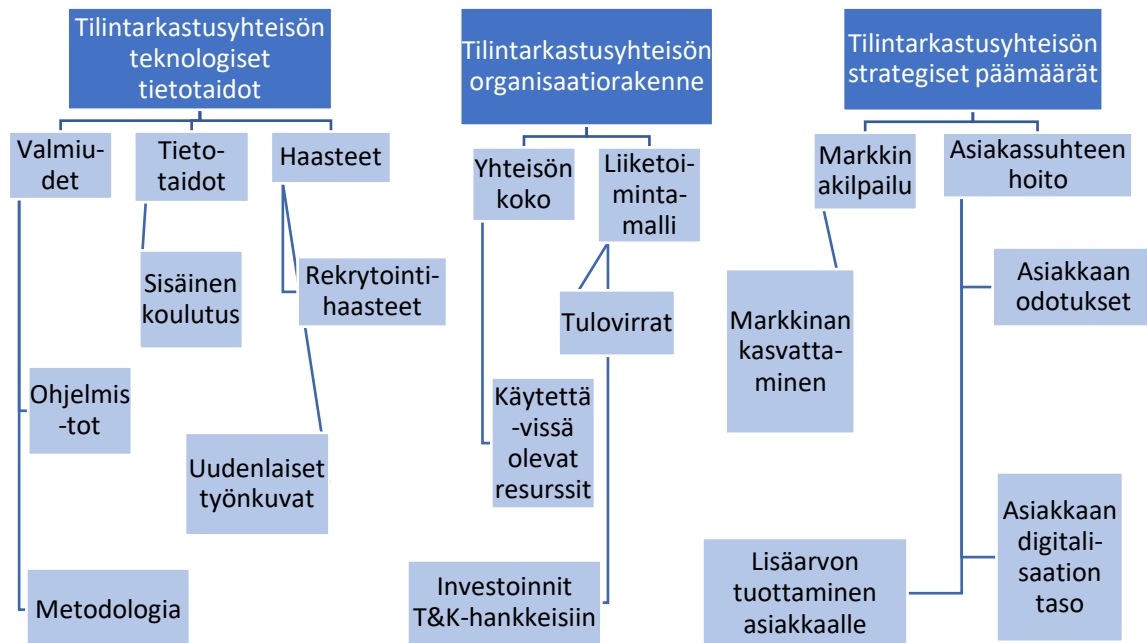 Tilintarkastusyhteisön
teknologiset
tietotaidot
Valmiu-
det
Tieto-
taidot
Haasteet
Sisäinen
koulutus
Rekrytointi-
haasteet
Ohjelmis
-tot
Uudenlaiset
työnkuvat
Metodologia
Tilintarkastusyhteisön
organisaatiorakenne
Yhteisön
koko
Liiketoi-
minta-
malli
Tulovirrat
Käytettä
-vissä
olevat
resurssit
Investoinnit
T&K-hankkeisiin
Tilintarkastusyhteisön
strategiset päämäärät
Markkin
akilpailu
Asiakassuhteen
hoito
Markkinan
kasvatta-
minen
Asiakkaan
odotukset
Lisäarvon
tuottaminen
asiakkaalle
Asiakkaan
digitali-
saation
taso